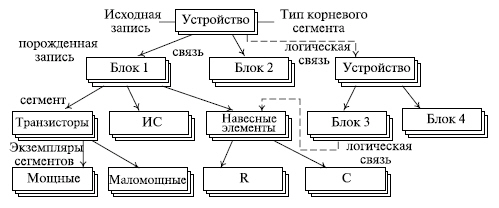 Исходная
запись
Устройство
Тип корневого
сегмента
порожденная
запись
связь
логическая
связь
Блок 1
Блок 2
Устройство
сегмент
Транзисторы
ИС
Навесные
элементы
Блок 3
Блок 4
Экземпляры
сегментов
логическая
связь
Мощные
Маломощные
R
C